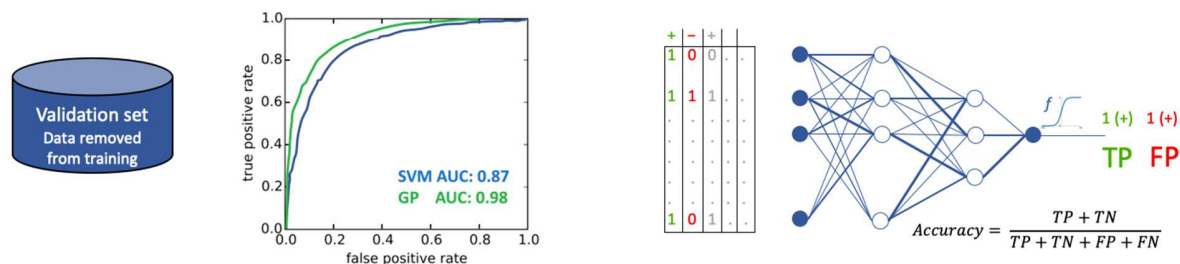 Validation set
Data removed
from training
true positive rate
1.0
0.8
0.6
0.4
0.2
0.0
0.2
0.4
0.6
0.8
1.0
false positive rate
SVM AUC: 0.87
GP AUC: 0.98
+ − +
1 0 0 . .
1 1 1 . .
. . . . .
. . . . .
. . . . .
1 0 1 . .
f
1 (+) 1 (+)
TP FP
Accuracy = TP + TN
TP + TN + FP + FN